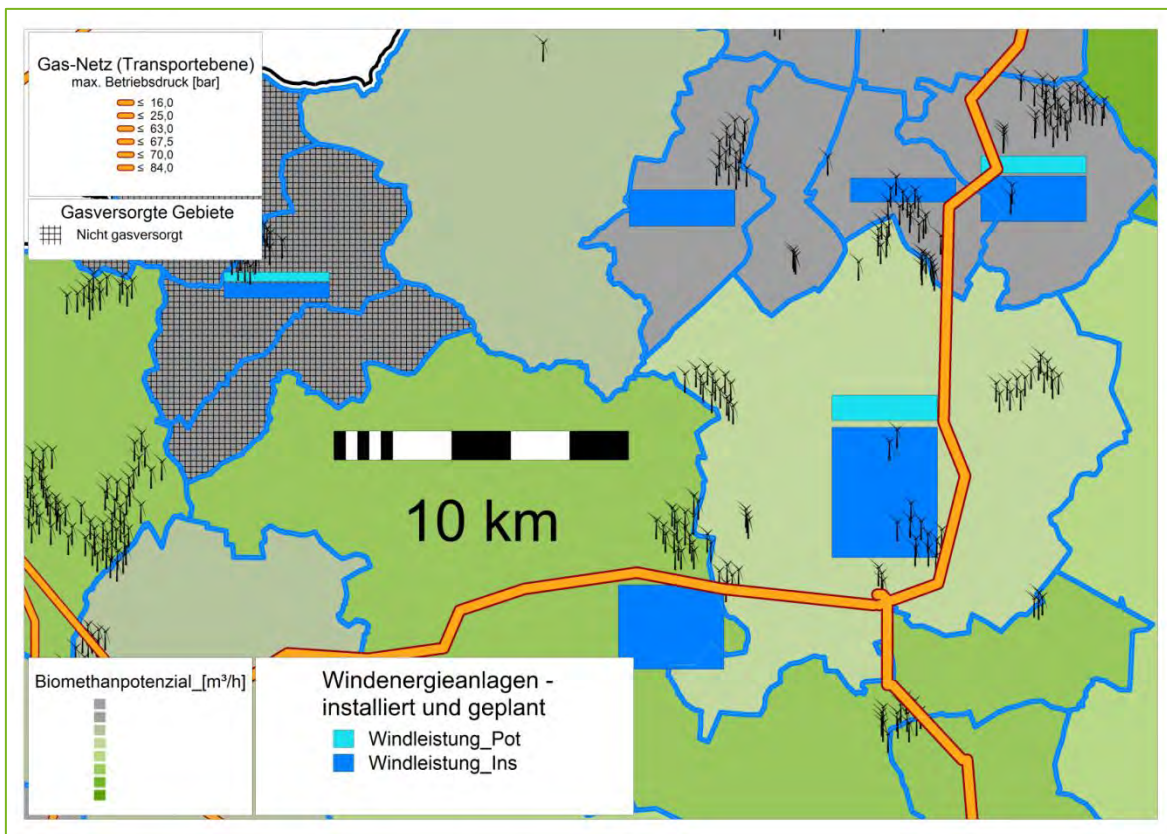 Gas-Netz (Transportebene)
max. Betriebsdruck [bar]
≤ 16,0
≤ 25,0
≤ 63,0
≤ 67,5
≤ 70,0
≤ 84,0
Gasversorgte Gebiete
Nicht gasversorgt
10 km
Biomethanpotenzial_[m³/h]
Windenergieanlagen -
installiert und geplant
Windleistung_Pot
Windleistung_Ins